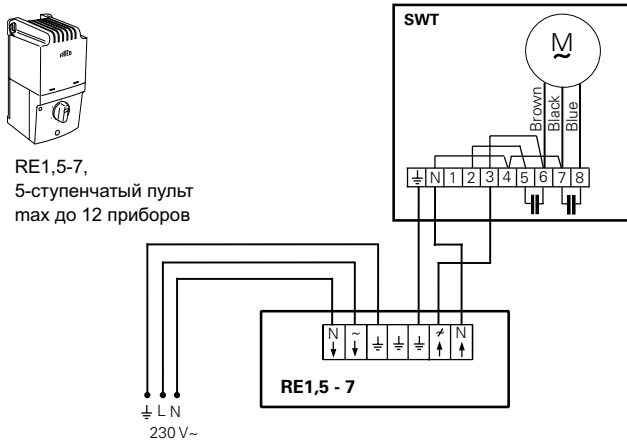 SWT
M
~
FRICO
Brown
Black
Blue
RE1,5-7,
5-ступенчатый пульт
max до 12 приборов
N 1 2 3 4 5 6 7 8
N ~ N
RE1,5 - 7
L N
230 V~